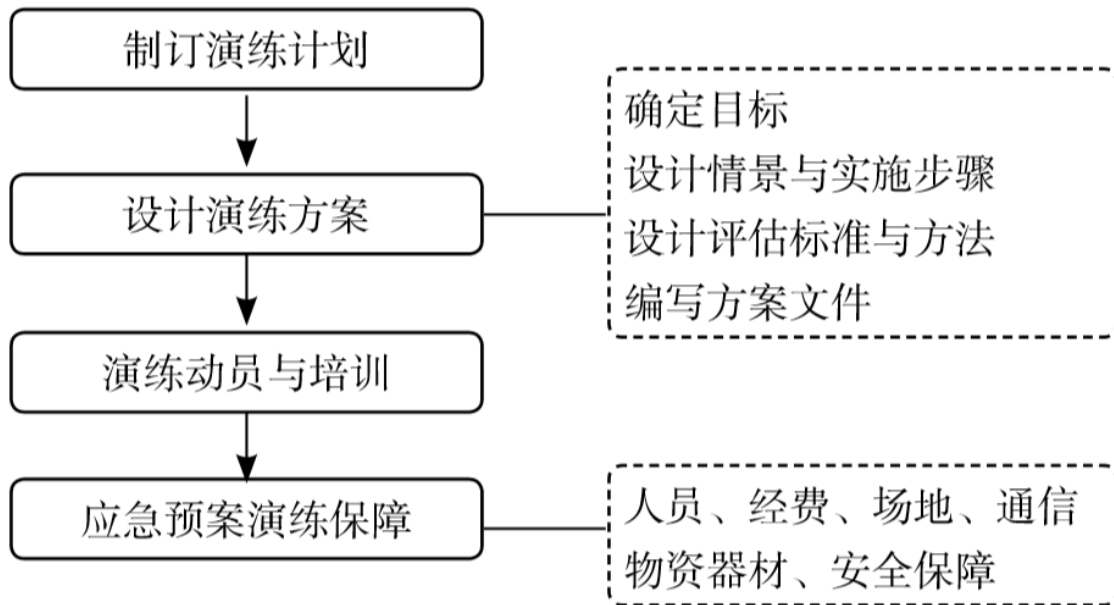 制订演练计划
设计演练方案
确定目标
设计情景与实施步骤
设计评估标准与方法
编写方案文件
演练动员与培训
应急预案演练保障
人员、经费、场地、通信
物资器材、安全保障